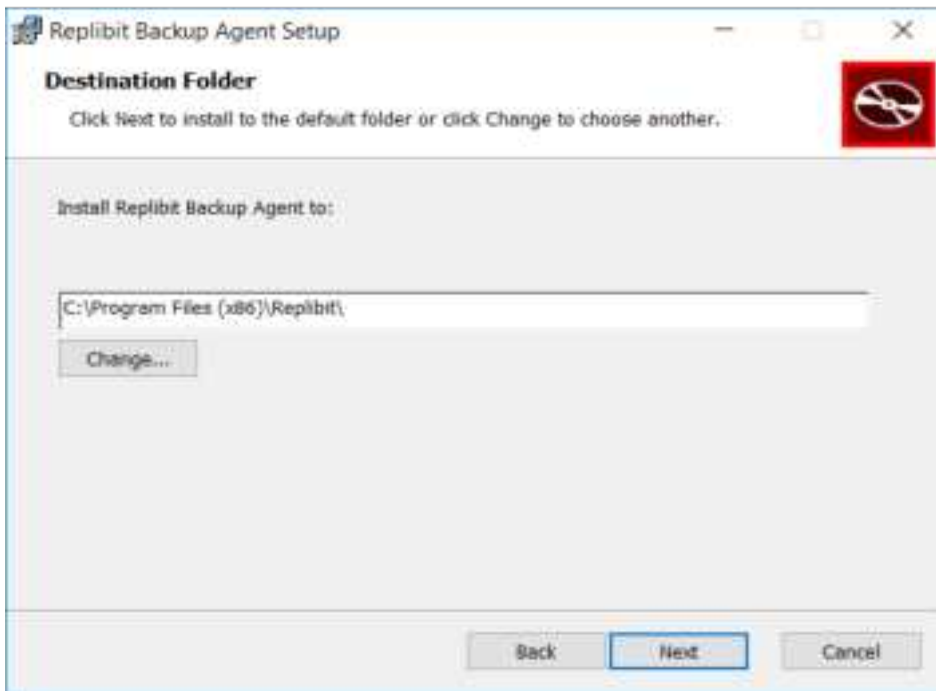 Replibit Backup Agent Setup
Destination Folder
Click Next to install to the default folder or click Change to choose another.
Install Replibit Backup Agent to:
C:\Program Files (x86)\Replibit\
Change...
Back
Next
Cancel